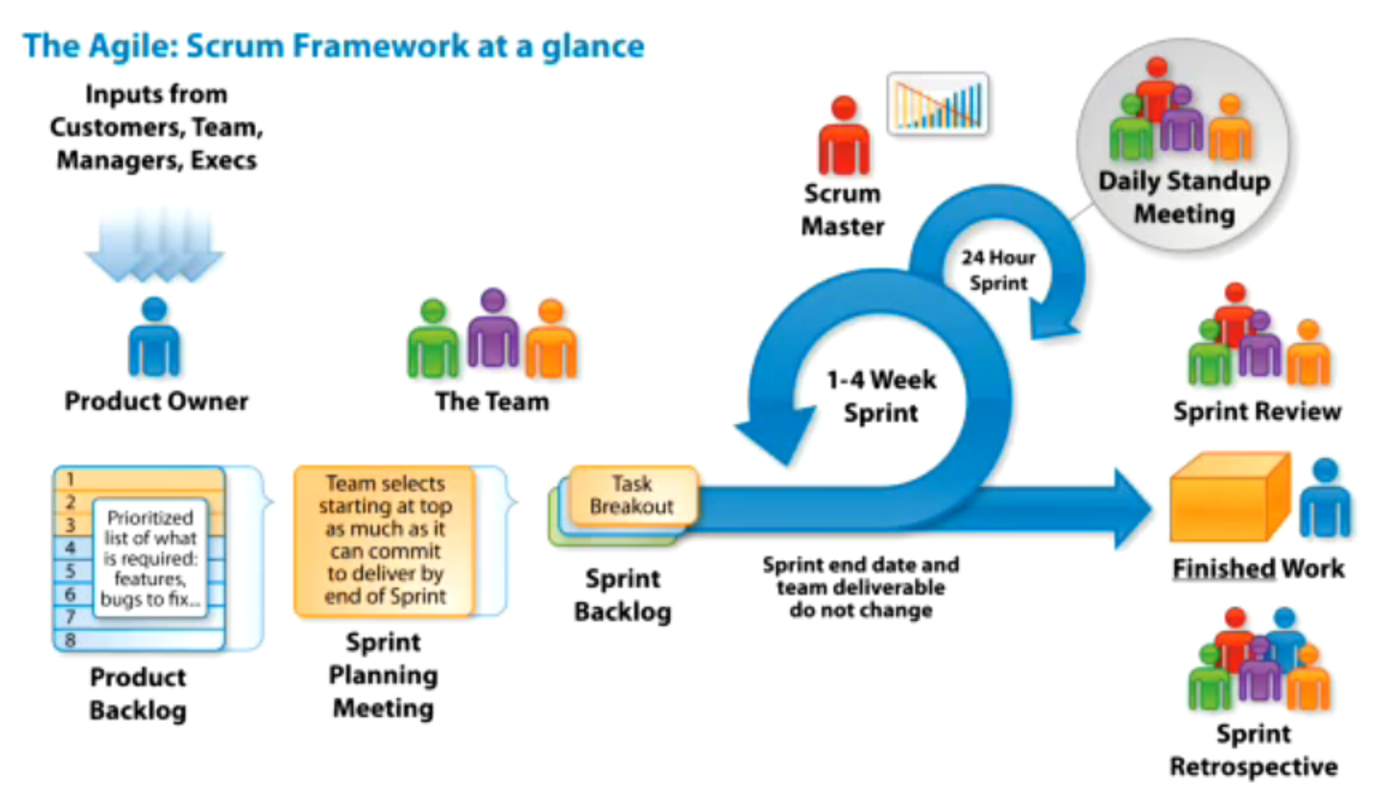 The Agile: Scrum Framework at a glance
Inputs from
Customers, Team,
Managers, Execs
Product Owner
The Team
1
2
3
4
5
6
7
8
Prioritized
list of what
is required:
features,
bugs to fix...
Product
Backlog
Team selects
starting at top
as much as it
can commit
to deliver by
end of Sprint
Sprint
Planning
Meeting
Task
Breakout
Sprint
Backlog
Scrum
Master
1-4 Week
Sprint
24 Hour
Sprint
Daily Standup
Meeting
Sprint end date and
team deliverable
do not change
Sprint Review
Finished Work
Sprint
Retrospective